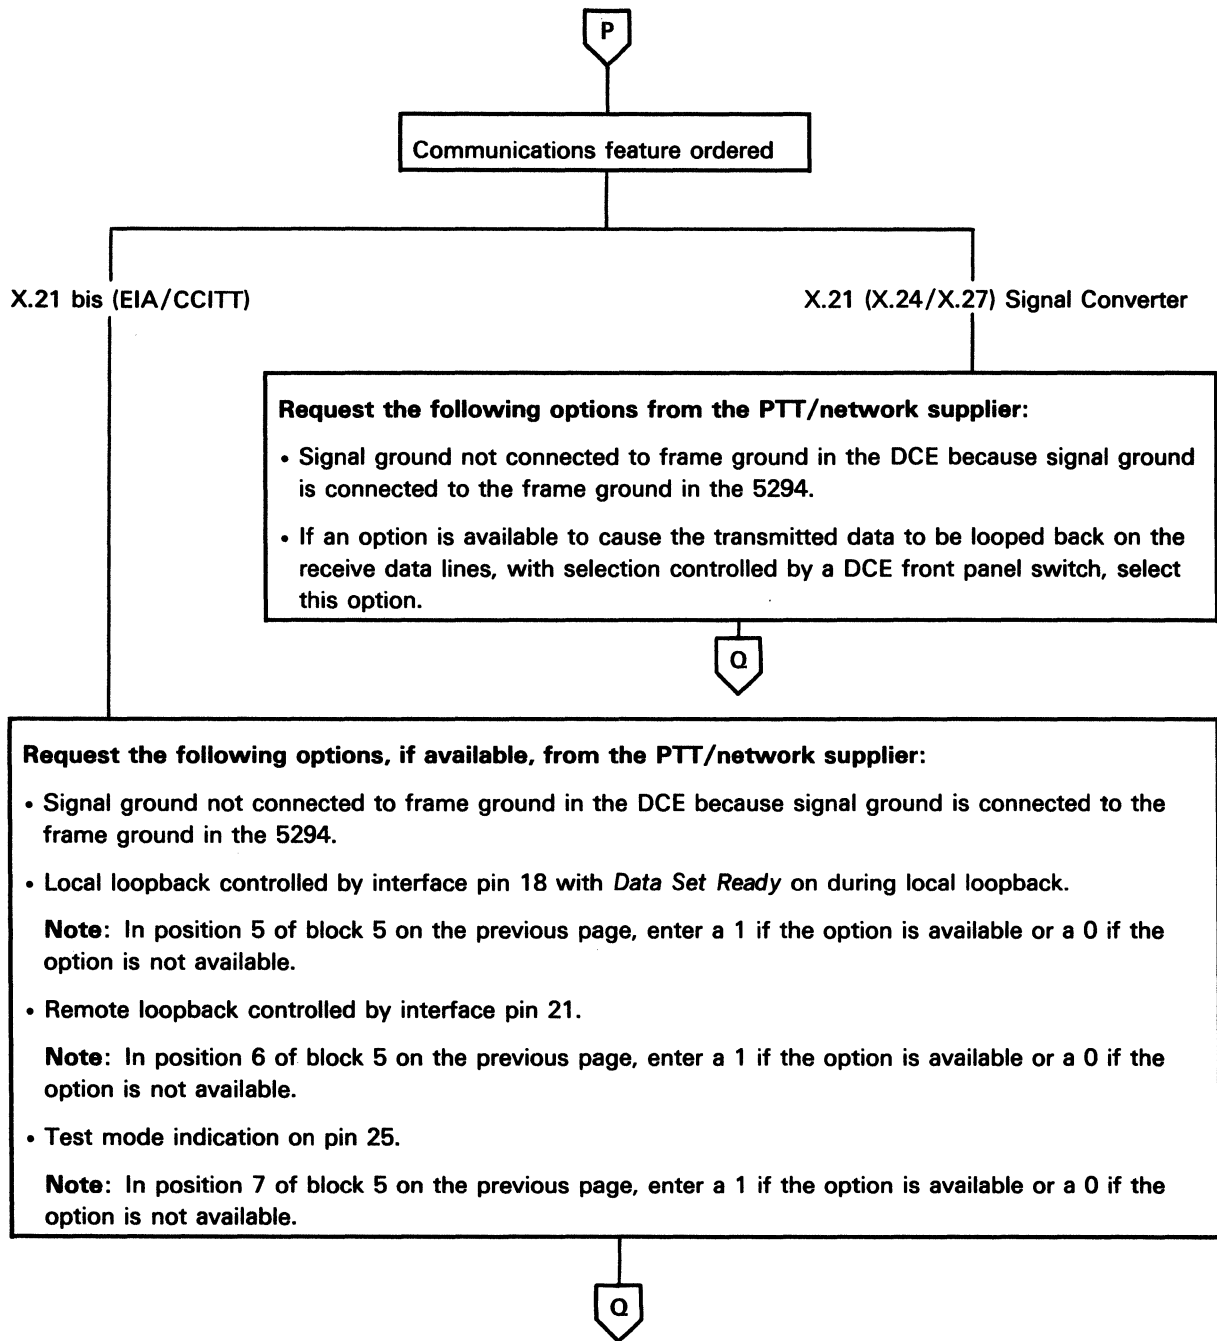 P
Communications feature ordered
X.21 bis (EIA/CCITT)
X.21 (X.24/X.27) Signal Converter
Request the following options from the PTT/network supplier:
• Signal ground not connected to frame ground in the DCE because signal ground
is connected to the frame ground in the 5294.
• If an option is available to cause the transmitted data to be looped back on the
receive data lines, with selection controlled by a DCE front panel switch, select
this option.
Q
Request the following options, if available, from the PTT/network supplier:
• Signal ground not connected to frame ground in the DCE because signal ground is connected to the
frame ground in the 5294.
• Local loopback controlled by interface pin 18 with Data Set Ready on during local loopback.
Note: In position 5 of block 5 on the previous page, enter a 1 if the option is available or a 0 if the
option is not available.
• Remote loopback controlled by interface pin 21.
Note: In position 6 of block 5 on the previous page, enter a 1 if the option is available or a 0 if the
option is not available.
• Test mode indication on pin 25.
Note: In position 7 of block 5 on the previous page, enter a 1 if the option is available or a 0 if the
option is not available.
Q